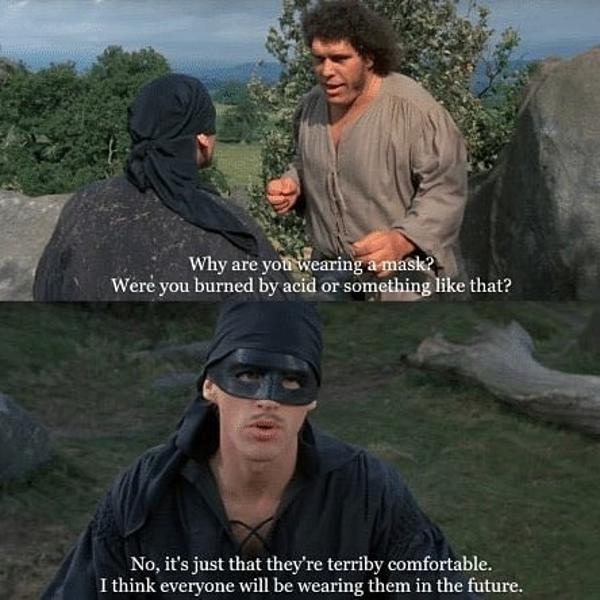 Why are you wearing a mask?
Were you burned by acid or something like that?
No, it's just that they're terriby comfortable.
I think everyone will be wearing them in the future.